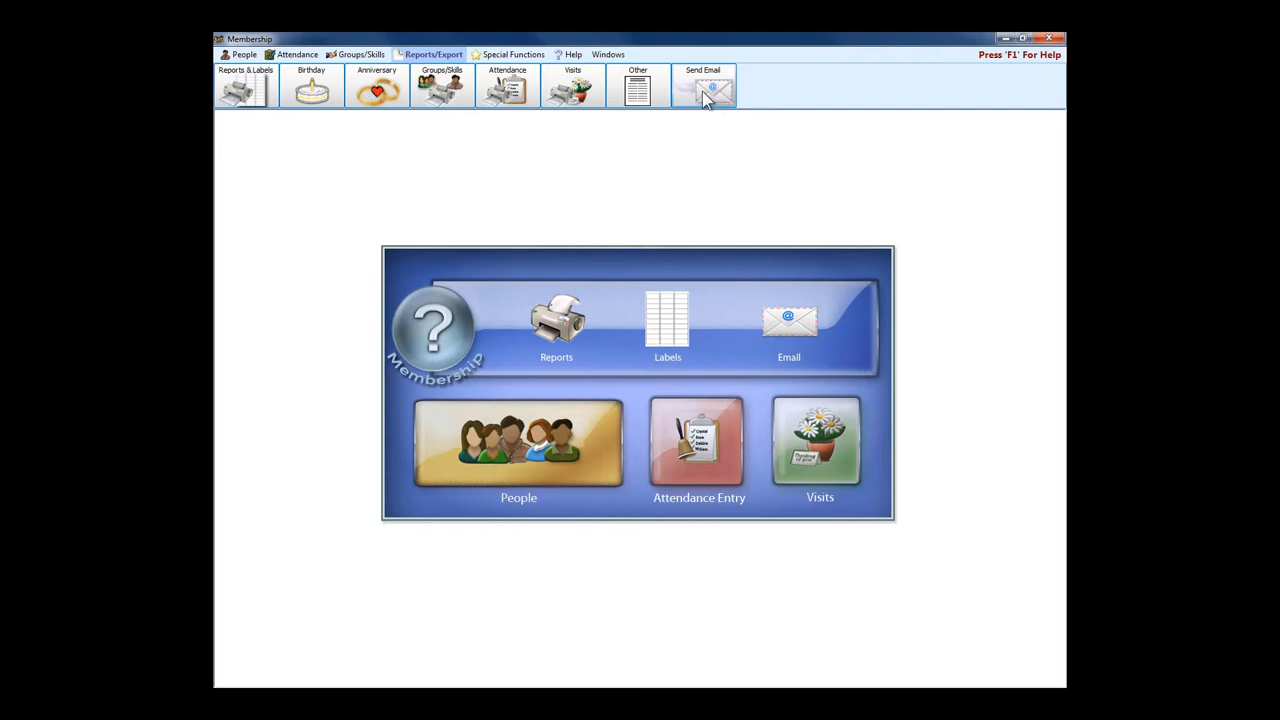 Membership
People Attendance Groups/Skills Reports/Export Special Functions ? Help Windows Press 'F1' For Help
Reports & Labels Birthday Anniversary Groups/Skills Attendance Visits Other Send Email
?
Membership
Reports Labels Email
People Attendance Entry Visits